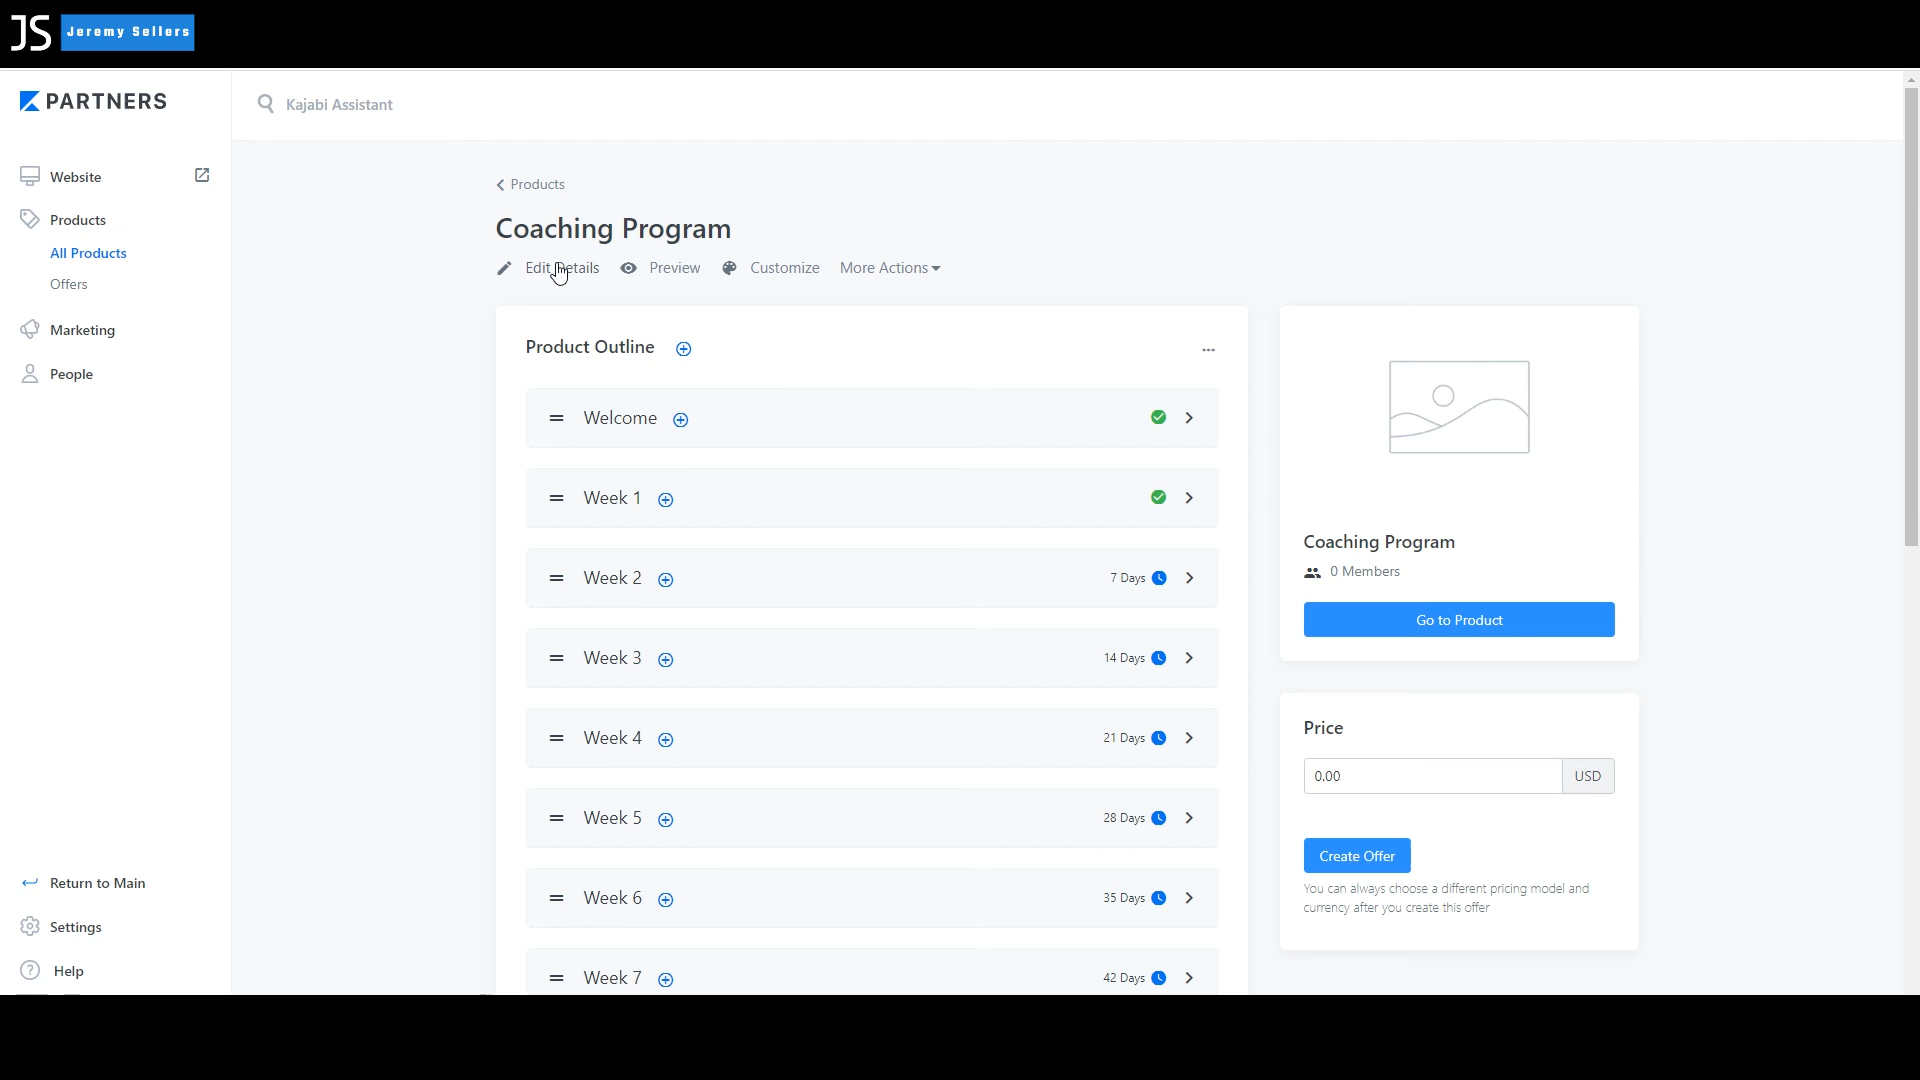 JS Jeremy Sellers
PARTNERS
Kajabi Assistant
Website
Products
All Products
Offers
Marketing
People
Return to Main
Settings
Help
Products
Coaching Program
Edit Details Preview Customize More Actions
Product Outline
Welcome
Week 1
Week 2 7 Days
Week 3 14 Days
Week 4 21 Days
Week 5 28 Days
Week 6 35 Days
Week 7 42 Days
Coaching Program
0 Members
Go to Product
Price
0.00 USD
Create Offer
You can always choose a different pricing model and
currency after you create this offer